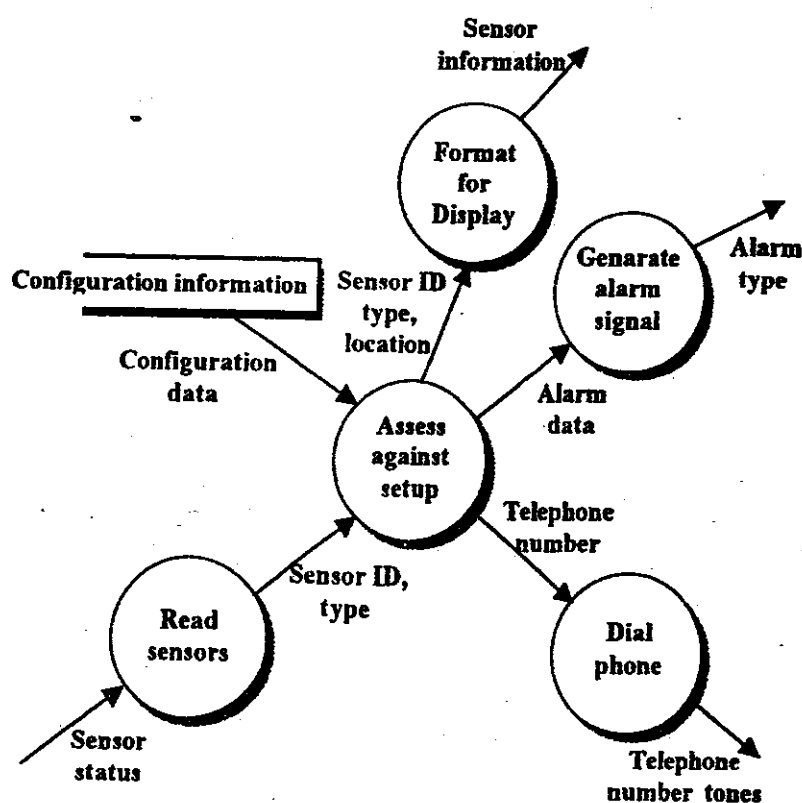 Sensor
information
Format
for
Display
Genarate
alarm
signal
Alarm
type
Configuration information
Sensor ID
type,
location
Configuration
data
Alarm
data
Assess
against
setup
Telephone
number
Sensor ID,
type
Read
sensors
Dial
phone
Sensor
status
Telephone
number tones